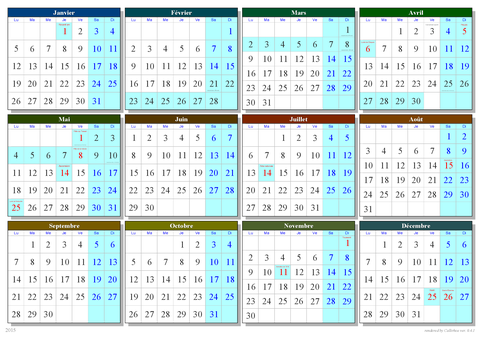 Janvier
Lu Ma Me Je Ve Sa Di
1 2 3 4
5 6 7 8 9 10 11
12 13 14 15 16 17 18
19 20 21 22 23 24 25
26 27 28 29 30 31
Février
Lu Ma Me Je Ve Sa Di
1
2 3 4 5 6 7 8
9 10 11 12 13 14 15
16 17 18 19 20 21 22
23 24 25 26 27 28
Mars
Lu Ma Me Je Ve Sa Di
1
2 3 4 5 6 7 8
9 10 11 12 13 14 15
16 17 18 19 20 21 22
23 24 25 26 27 28 29
30 31
Avril
Lu Ma Me Je Ve Sa Di
1 2 3 4 5
6 7 8 9 10 11 12
13 14 15 16 17 18 19
20 21 22 23 24 25 26
27 28 29 30
Mai
Lu Ma Me Je Ve Sa Di
1 2 3
4 5 6 7 8 9 10
11 12 13 14 15 16 17
18 19 20 21 22 23 24
25 26 27 28 29 30 31
Juin
Lu Ma Me Je Ve Sa Di
1 2 3 4 5 6 7
8 9 10 11 12 13 14
15 16 17 18 19 20 21
22 23 24 25 26 27 28
29 30
Juillet
Lu Ma Me Je Ve Sa Di
1 2 3 4 5
6 7 8 9 10 11 12
13 14 15 16 17 18 19
20 21 22 23 24 25 26
27 28 29 30 31
Août
Lu Ma Me Je Ve Sa Di
1 2
3 4 5 6 7 8 9
10 11 12 13 14 15 16
17 18 19 20 21 22 23
24 25 26 27 28 29 30
31
Septembre
Lu Ma Me Je Ve Sa Di
1 2 3 4 5 6
7 8 9 10 11 12 13
14 15 16 17 18 19 20
21 22 23 24 25 26 27
28 29 30
Octobre
Lu Ma Me Je Ve Sa Di
1 2 3 4
5 6 7 8 9 10 11
12 13 14 15 16 17 18
19 20 21 22 23 24 25
26 27 28 29 30 31
Novembre
Lu Ma Me Je Ve Sa Di
1
2 3 4 5 6 7 8
9 10 11 12 13 14 15
16 17 18 19 20 21 22
23 24 25 26 27 28 29
30
Décembre
Lu Ma Me Je Ve Sa Di
1 2 3 4 5 6
7 8 9 10 11 12 13
14 15 16 17 18 19 20
21 22 23 24 25 26 27
28 29 30 31